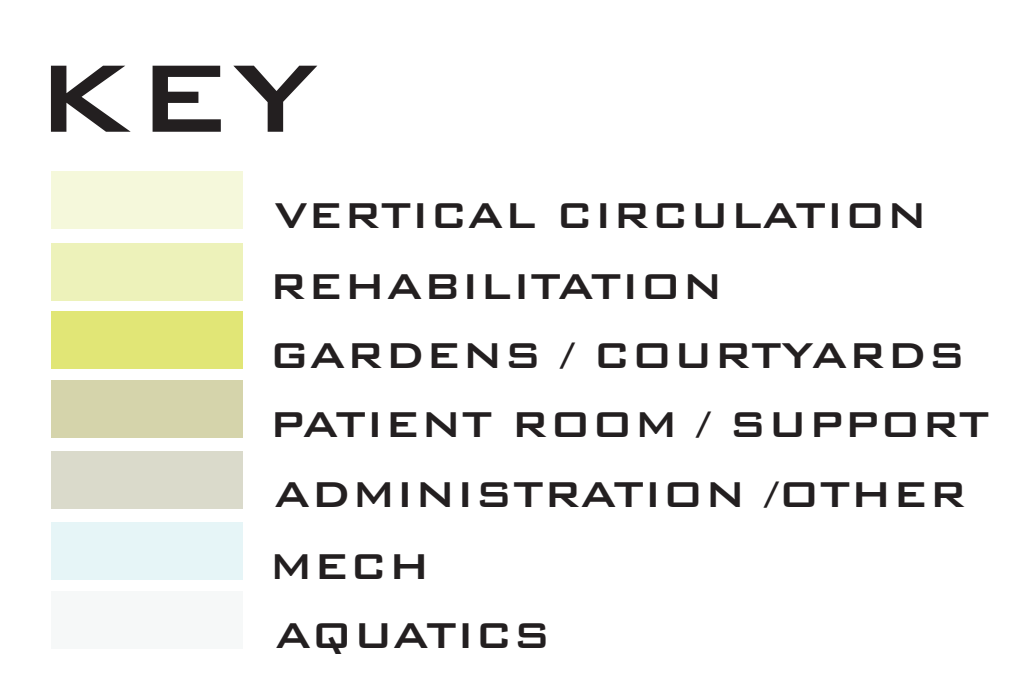 KEY
VERTICAL CIRCULATION
REHABILITATION
GARDENS / COURTYARDS
PATIENT ROOM / SUPPORT
ADMINISTRATION /OTHER
MECH
AQUATICS